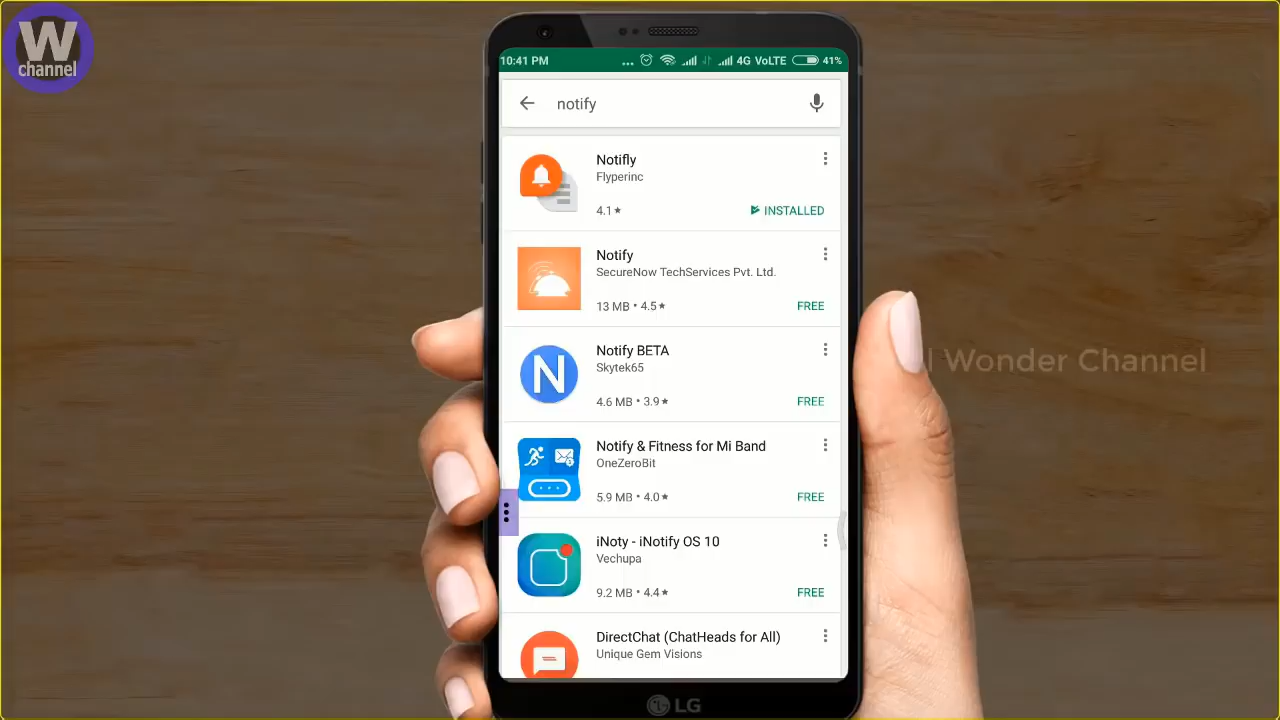 W
channel
10:41 PM
... 4G VoLTE 41%
notify
Notifly
Flyperinc
4.1★
INSTALLED
Notify
SecureNow TechServices Pvt. Ltd.
13 MB • 4.5★
FREE
N
Notify BETA
Skytek65
4.6 MB • 3.9★
FREE
Notify & Fitness for Mi Band
OneZeroBit
5.9 MB • 4.0★
FREE
iNoty - iNotify OS 10
Vechupa
9.2 MB • 4.4★
FREE
DirectChat (ChatHeads for All)
Unique Gem Visions
Wonder Channel
LG